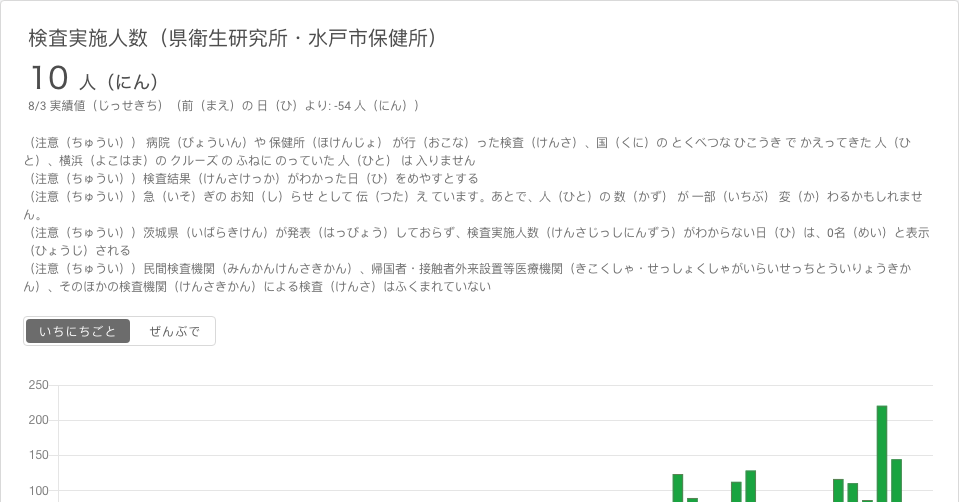 検査実施人数（県衛生研究所・水戸市保健所）
10 人（にん）
8/3 実績値（じっせきち）（前（まえ）の 日（ひ）より: -54 人（にん））
（注意（ちゅうい）） 病院（びょういん）や 保健所（ほけんじょ） が行（おこな）った検査（けんさ）、国（くに）の とくべつな ひこうき で かえってきた 人（ひ
と）、横浜（よこはま）の クルーズ の ふねに のっていた 人（ひと） は 入りません
（注意（ちゅうい））検査結果（けんさけっか）がわかった日（ひ）をめやすとする
（注意（ちゅうい））急（いそ）ぎの お知（し）らせ として 伝（つた）え ています。あとで、人（ひと）の 数（かず） が 一部（いちぶ） 変（か）わるかもしれませ
ん。
（注意（ちゅうい））茨城県（いばらきけん）が発表（はっぴょう）しておらず、検査実施人数（けんさじっしにんずう）がわからない日（ひ）は、0名（めい）と表示
（ひょうじ）される
（注意（ちゅうい））民間検査機関（みんかんけんさきかん）、帰国者・接触者外来設置等医療機関（きこくしゃ・せっしょくしゃがいらいせっちとういりょうきか
ん）、そのほかの検査機関（けんさきかん）による検査（けんさ）はふくまれていない
いちにちごと ぜんぶで
250
200
150
100